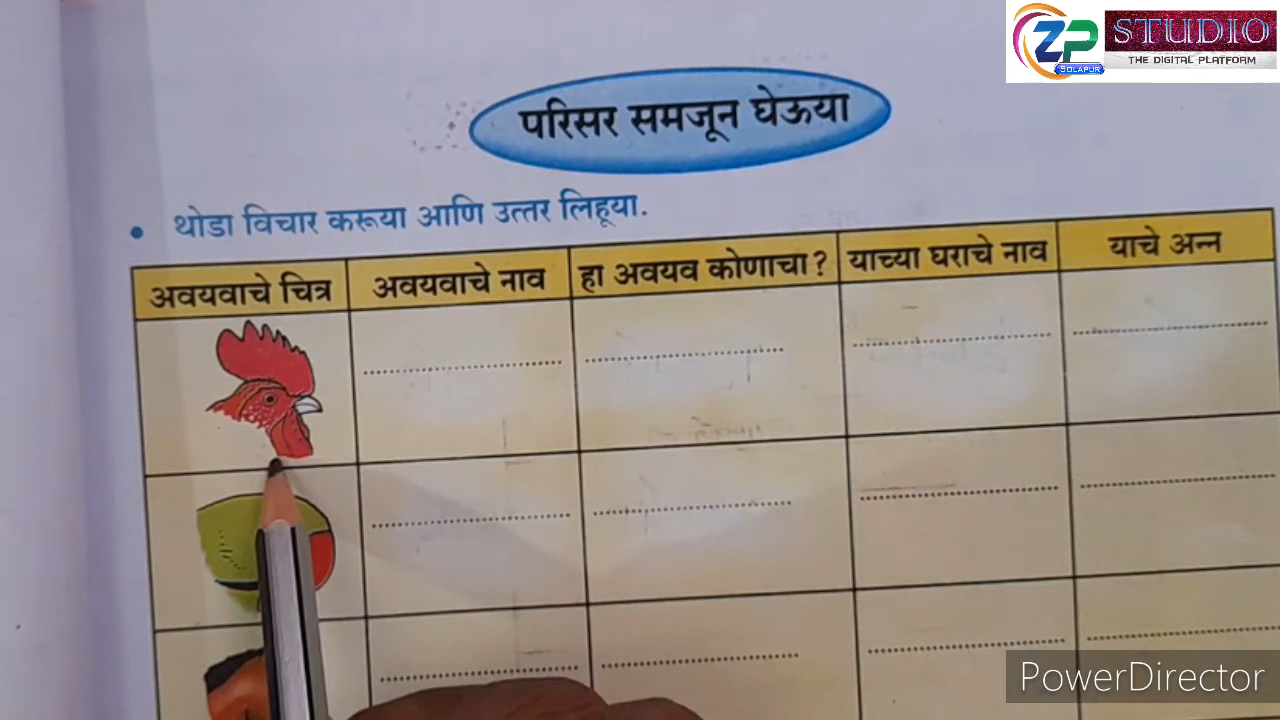 ZP STUDIO
SOLAPUR THE DIGITAL PLATFORM
परिसर समजून घेऊया
• थोडा विचार करूया आणि उत्तर लिहूया.
अवयवाचे चित्र अवयवाचे नाव हा अवयव कोणाचा? याच्या घराचे नाव याचे अन्न
PowerDirector